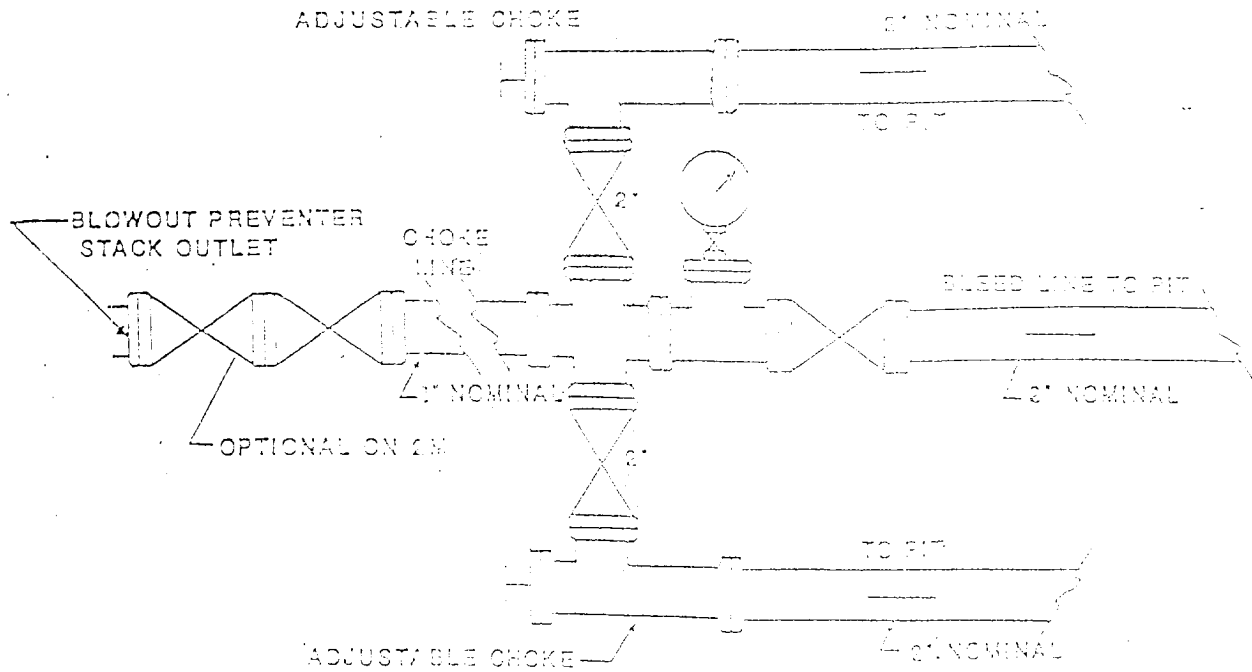 ADJUSTABLE CHOKE
2" NOMINAL
TO PIT
2"
BLOWOUT PREVENTER
STACK OUTLET
CHOKE
LINE
BLEED LINE TO PIT
NOMINAL
2" NOMINAL
OPTIONAL ON 2M
2"
TO PIT
2" NOMINAL
ADJUSTABLE CHOKE